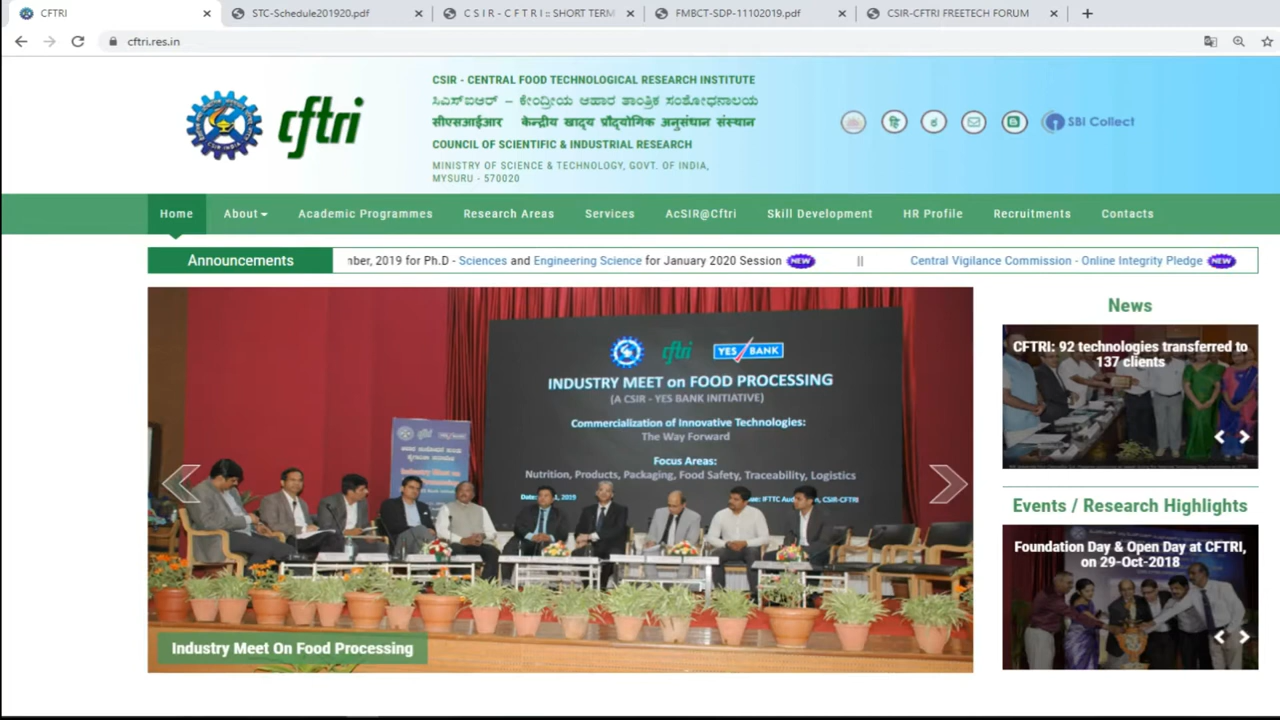 CFTRI
STC-Schedule201920.pdf
C S I R - C F T R I :: SHORT TERM
FMBCT-SDP-11102019.pdf
CSIR-CFTRI FREETECH FORUM
cftri.res.in
cftri
CSIR - CENTRAL FOOD TECHNOLOGICAL RESEARCH INSTITUTE
ಸಿಎಸ್ಐಆರ್ – ಕೇಂದ್ರೀಯ ಆಹಾರ ತಾಂತ್ರಿಕ ಸಂಶೋಧನಾಲಯ
सीएसआईआर केन्द्रीय खाद्य प्रौद्योगिक अनुसंधान संस्थान
COUNCIL OF SCIENTIFIC & INDUSTRIAL RESEARCH
MINISTRY OF SCIENCE & TECHNOLOGY, GOVT. OF INDIA,
MYSURU - 570020
SBI Collect
Home About Academic Programmes Research Areas Services AcSIR@Cftri Skill Development HR Profile Recruitments Contacts
Announcements
mber, 2019 for Ph.D - Sciences and Engineering Science for January 2020 Session NEW || Central Vigilance Commission - Online Integrity Pledge NEW
cftri YES BANK
INDUSTRY MEET on FOOD PROCESSING
(A CSIR - YES BANK INITIATIVE)
Commercialization of Innovative Technologies:
The Way Forward
Focus Areas:
Nutrition, Products, Packaging, Food Safety, Traceability, Logistics
Industry Meet On Food Processing
News
CFTRI: 92 technologies transferred to
137 clients
Events / Research Highlights
Foundation Day & Open Day at CFTRI,
on 29-Oct-2018